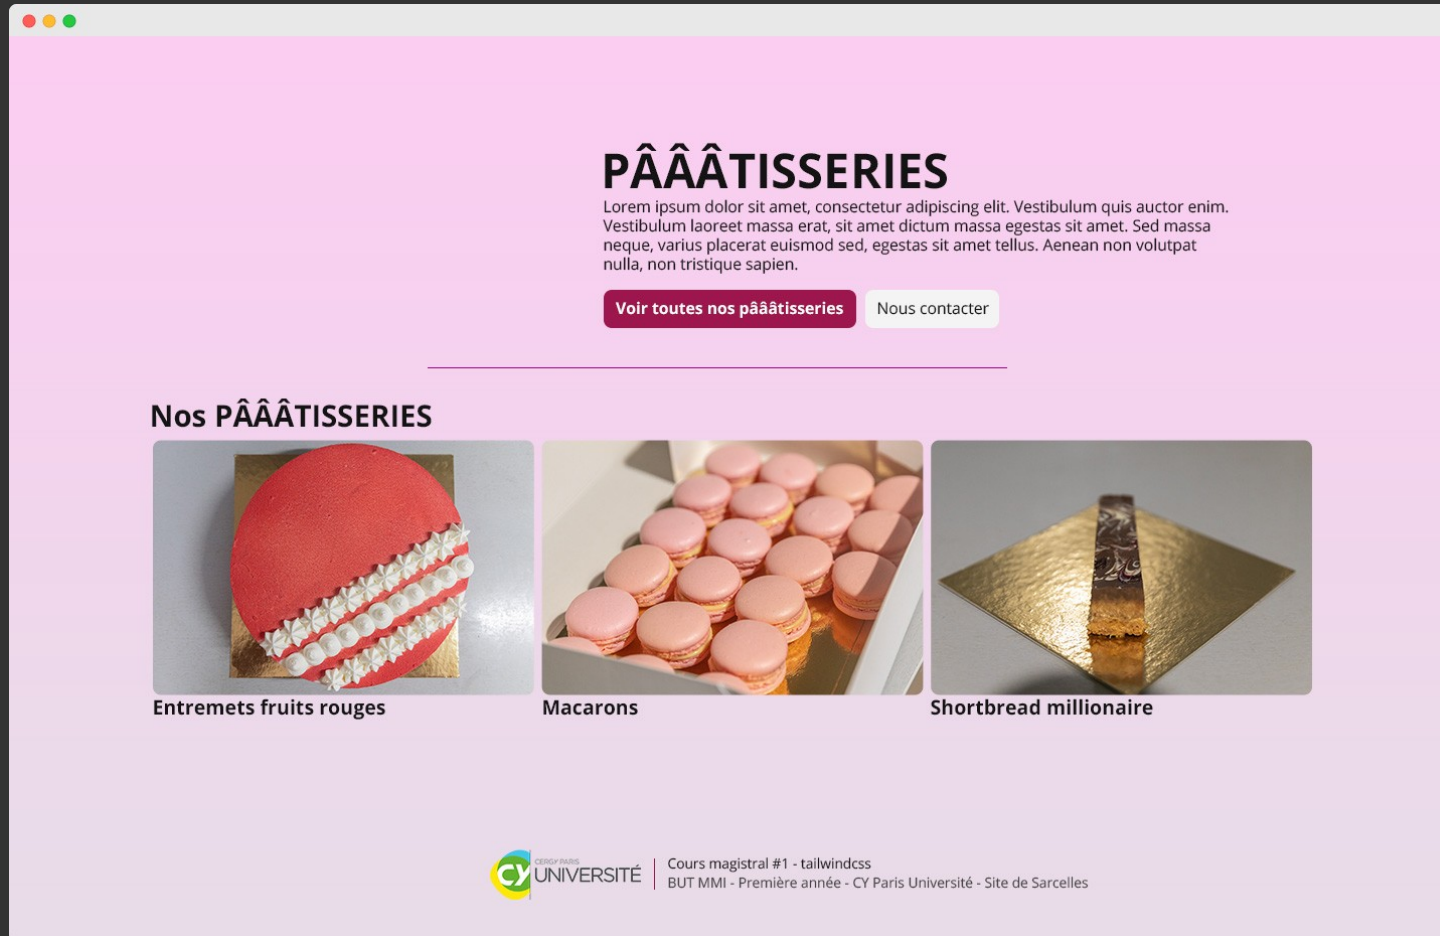 PÂÂÂTISSERIES
Lorem ipsum dolor sit amet, consectetur adipiscing elit. Vestibulum quis auctor enim.
Vestibulum laoreet massa erat, sit amet dictum massa egestas sit amet. Sed massa
neque, varius placerat euismod sed, egestas sit amet tellus. Aenean non volutpat
nulla, non tristique sapien.
Voir toutes nos pâââtisseries
Nous contacter
Nos PÂÂÂTISSERIES
Entremets fruits rouges
Macarons
Shortbread millionaire
CY
CERGY PARIS
UNIVERSITÉ
Cours magistral #1 - tailwindcss
BUT MMI - Première année - CY Paris Université - Site de Sarcelles